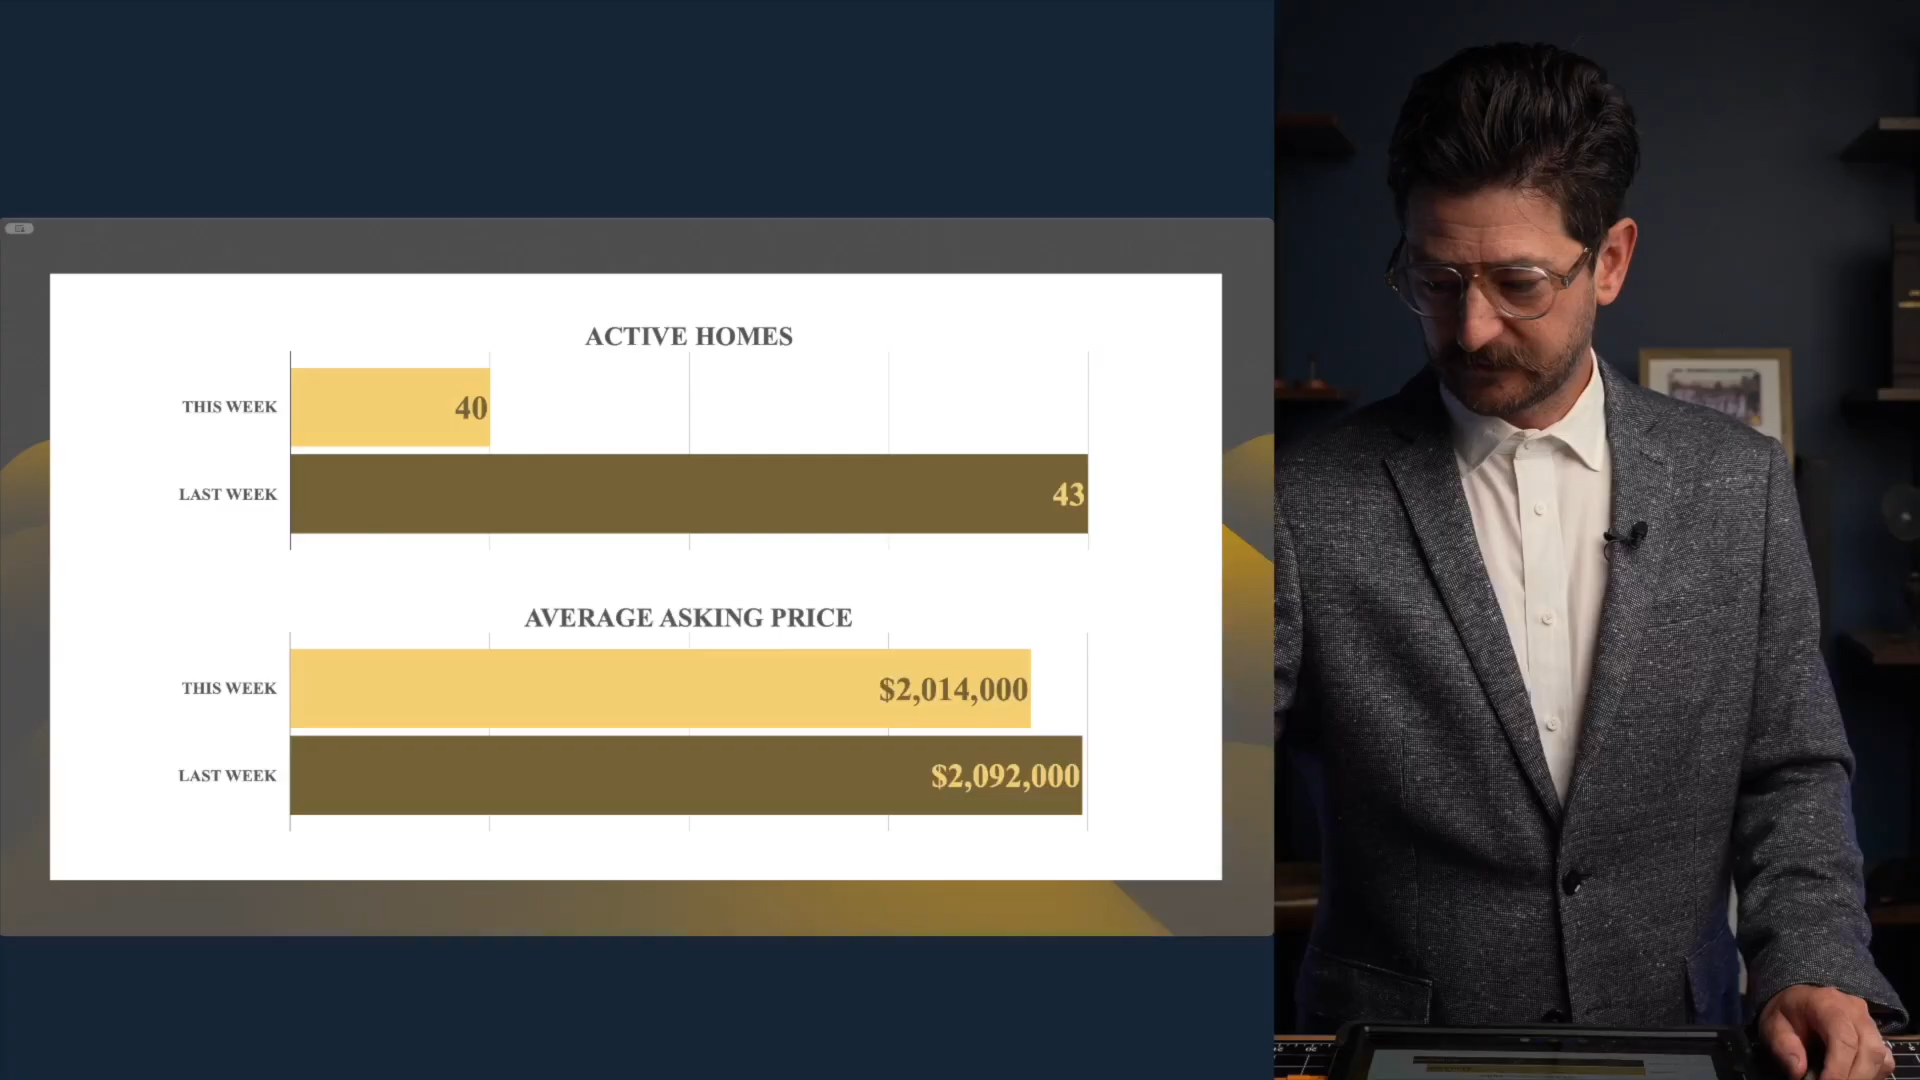 ACTIVE HOMES
THIS WEEK
40
LAST WEEK
43
AVERAGE ASKING PRICE
THIS WEEK
$2,014,000
LAST WEEK
$2,092,000